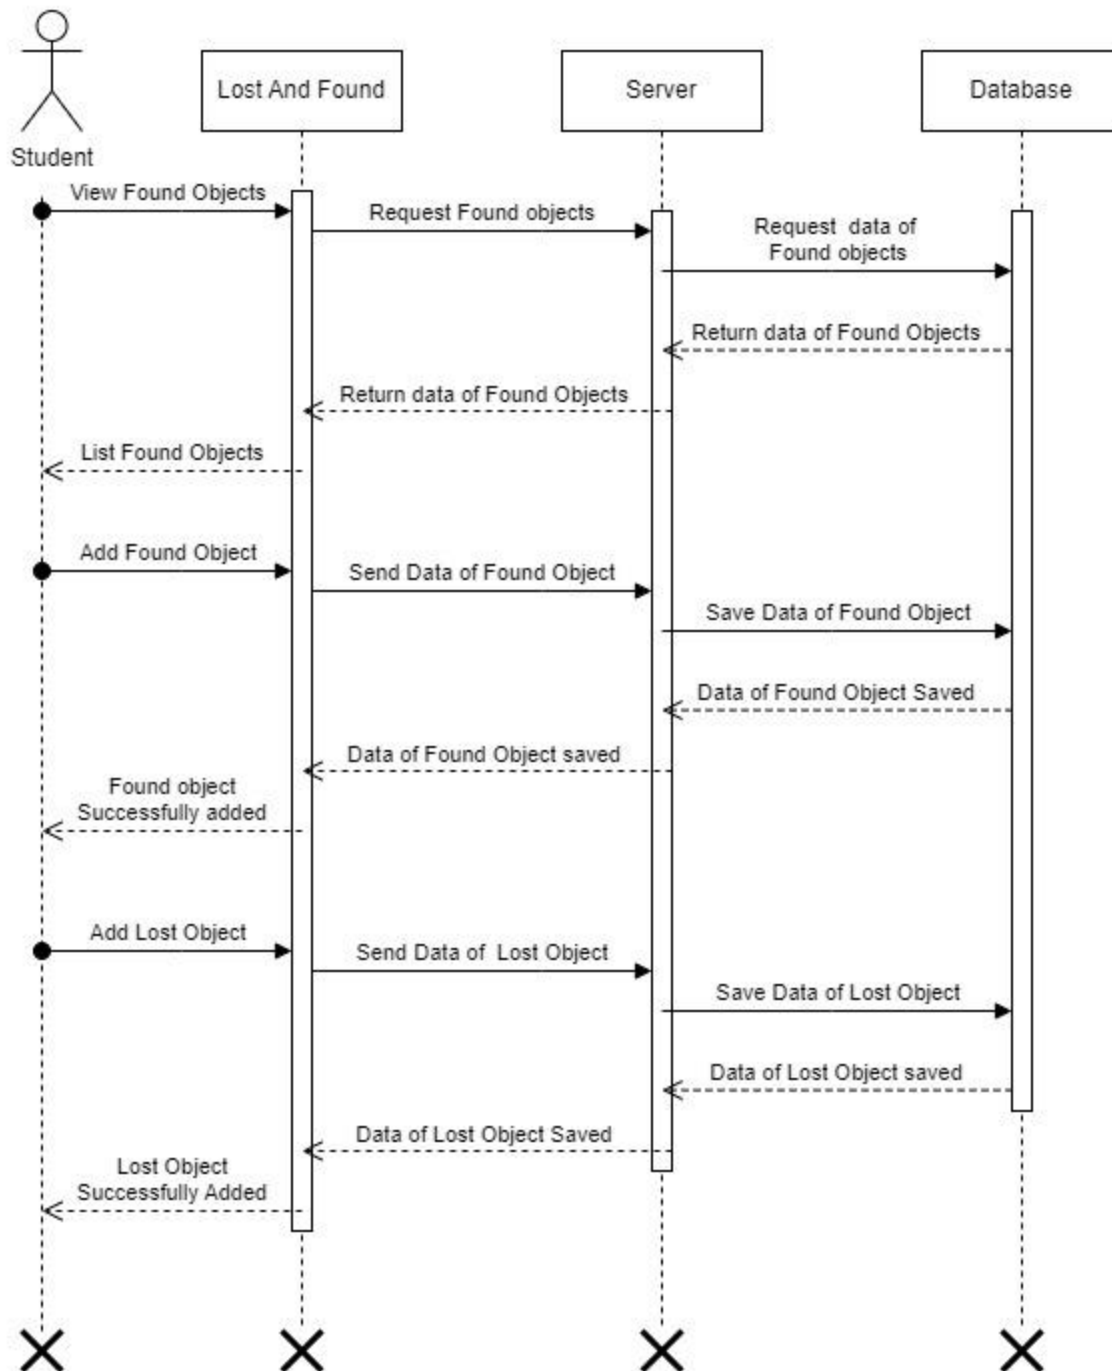 Lost And Found
Server
Database
Student
View Found Objects
Request Found objects
Request data of
Found objects
Return data of Found Objects
Return data of Found Objects
List Found Objects
Add Found Object
Send Data of Found Object
Save Data of Found Object
Data of Found Object Saved
Data of Found Object saved
Found object
Successfully added
Add Lost Object
Send Data of Lost Object
Save Data of Lost Object
Data of Lost Object saved
Data of Lost Object Saved
Lost Object
Successfully Added